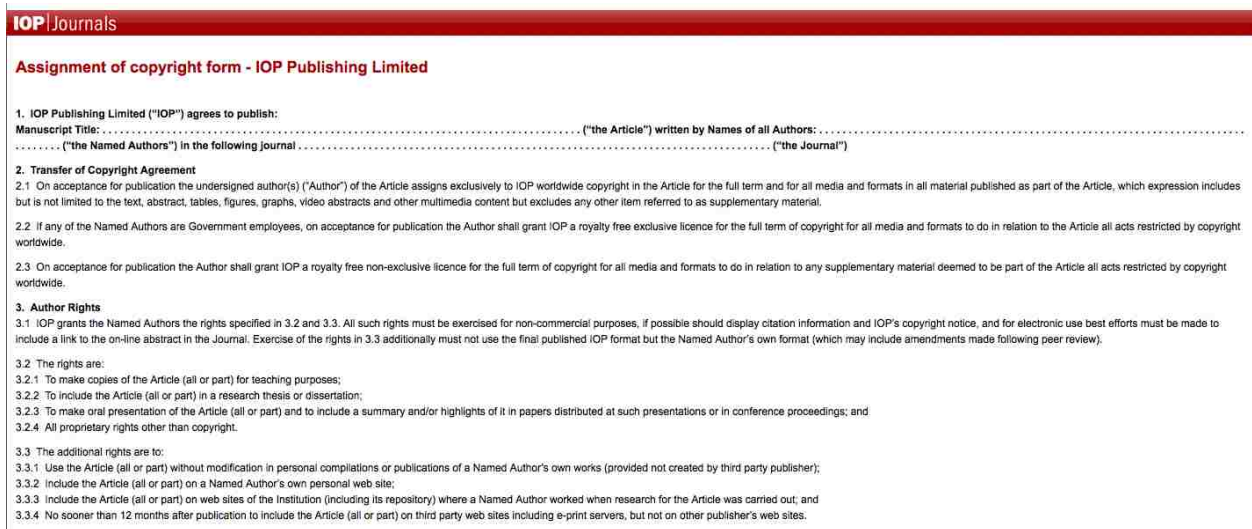 IOP Journals
Assignment of copyright form - IOP Publishing Limited
1. IOP Publishing Limited ("IOP") agrees to publish:
Manuscript Title: . . . . . . . . . . . . . . . . . . . . . . . . . . . . . . . . . . . . . . . . . . . . . . . . . . . . . . . . . . . . . . . . . . . . . . . . . . . . . . . . . . . ("the Article") written by Names of all Authors: . . . . . . . . . . . . . . . . . . . . . . . . . . . . . . . . . . . . . . . . . . . . . . . . . . . . . . . . . . . . . . . . . . . . . . . . .
. . . . . . . . ("the Named Authors") in the following journal . . . . . . . . . . . . . . . . . . . . . . . . . . . . . . . . . . . . . . . . . . . . . . . . . . . . . . . . . . . . . . . . . . . . . . . . . . . . . . . . . ("the Journal")
2. Transfer of Copyright Agreement
2.1 On acceptance for publication the undersigned author(s) ("Author") of the Article assigns exclusively to IOP worldwide copyright in the Article for the full term and for all media and formats in all material published as part of the Article, which expression includes
but is not limited to the text, abstract, tables, figures, graphs, video abstracts and other multimedia content but excludes any other item referred to as supplementary material.
2.2 If any of the Named Authors are Government employees, on acceptance for publication the Author shall grant IOP a royalty free exclusive licence for the full term of copyright for all media and formats to do in relation to the Article all acts restricted by copyright
worldwide.
2.3 On acceptance for publication the Author shall grant IOP a royalty free non-exclusive licence for the full term of copyright for all media and formats to do in relation to any supplementary material deemed to be part of the Article all acts restricted by copyright
worldwide.
3. Author Rights
3.1 IOP grants the Named Authors the rights specified in 3.2 and 3.3. All such rights must be exercised for non-commercial purposes, if possible should display citation information and IOP's copyright notice, and for electronic use best efforts must be made to
include a link to the on-line abstract in the Journal. Exercise of the rights in 3.3 additionally must not use the final published IOP format but the Named Author's own format (which may include amendments made following peer review).
3.2 The rights are:
3.2.1 To make copies of the Article (all or part) for teaching purposes;
3.2.2 To include the Article (all or part) in a research thesis or dissertation;
3.2.3 To make oral presentation of the Article (all or part) and to include a summary and/or highlights of it in papers distributed at such presentations or in conference proceedings; and
3.2.4 All proprietary rights other than copyright.
3.3 The additional rights are to:
3.3.1 Use the Article (all or part) without modification in personal compilations or publications of a Named Author's own works (provided not created by third party publisher);
3.3.2 Include the Article (all or part) on a Named Author's own personal web site;
3.3.3 Include the Article (all or part) on web sites of the Institution (including its repository) where a Named Author worked when research for the Article was carried out; and
3.3.4 No sooner than 12 months after publication to include the Article (all or part) on third party web sites including e-print servers, but not on other publisher's web sites.